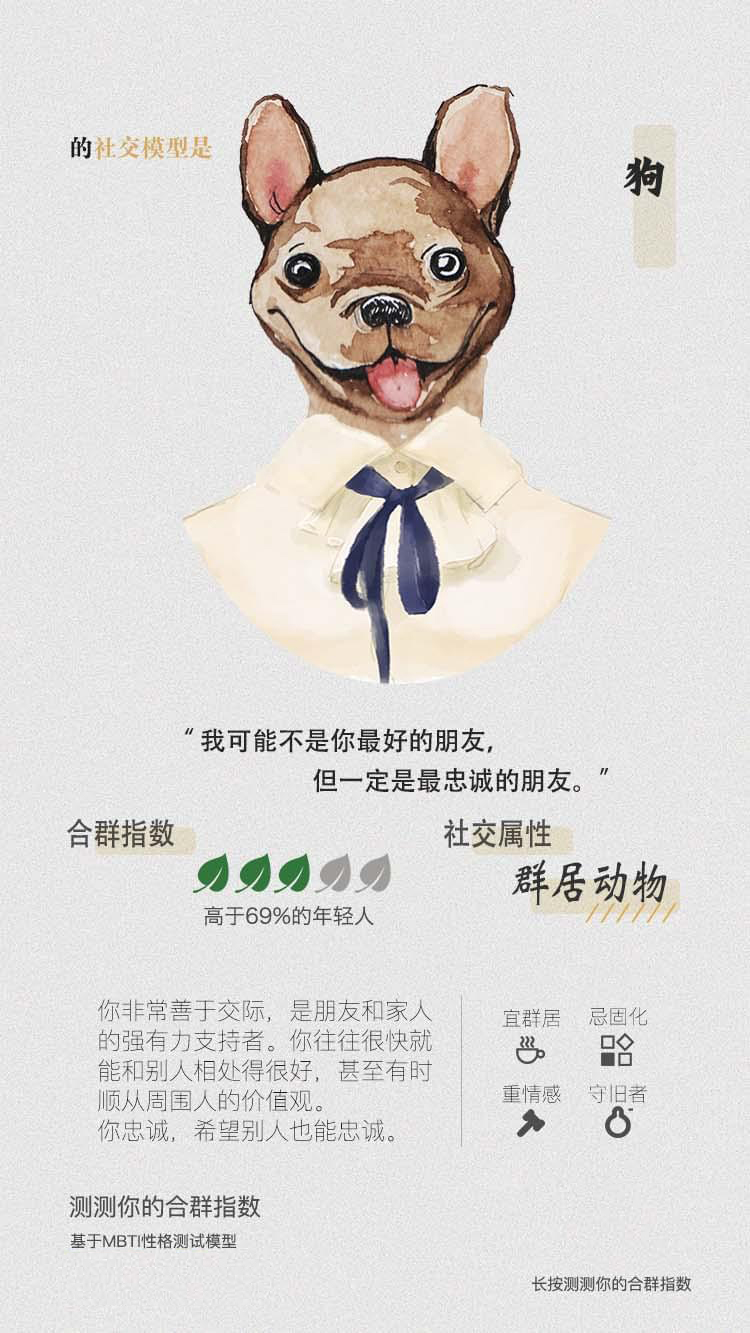 的社交模型是
狗
“我可能不是你最好的朋友，
但一定是最忠诚的朋友。”
合群指数
高于69%的年轻人
社交属性
群居动物
你非常善于交际，是朋友和家人
的强有力支持者。你往往很快就
能和别人相处得很好，甚至有时
顺从周围人的价值观。
你忠诚，希望别人也能忠诚。
宜群居
忌固化
重情感
守旧者
测测你的合群指数
基于MBTI性格测试模型
长按测测你的合群指数